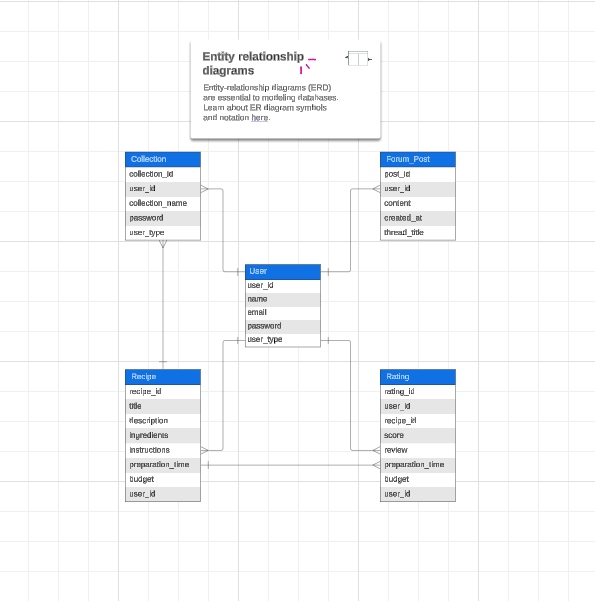 Entity relationship
diagrams
Entity-relationship diagrams (ERD)
are essential to modeling databases.
Learn about ER diagram symbols
and notation here.
Collection
collection_id
user_id
collection_name
password
user_type
Forum_Post
post_id
user_id
content
created_at
thread_title
User
user_id
name
email
password
user_type
Recipe
recipe_id
title
description
ingredients
instructions
preparation_time
budget
user_id
Rating
rating_id
user_id
recipe_id
score
review
preparation_time
budget
user_id